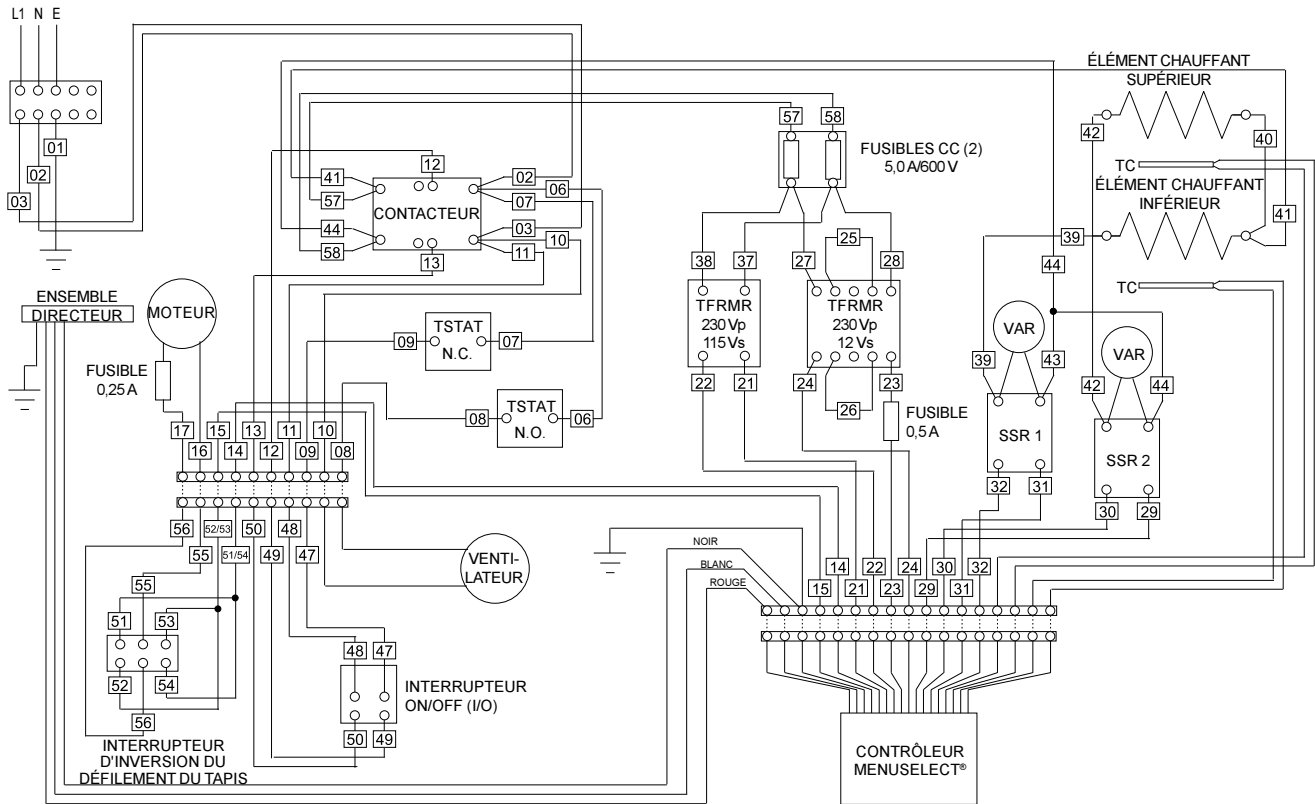 L1 N E
01
02
03
ENSEMBLE
DIRECTEUR
MOTEUR
FUSIBLE
0,25 A
12
41
57
44
58
CONTACTEUR
02
06
07
03
10
11
13
09
TSTAT
N.C.
07
08
TSTAT
N.O.
06
57
58
FUSIBLES CC (2)
5,0 A/600 V
38
37
27
25
28
TFRMR
230 Vp
115 Vs
TFRMR
230 Vp
12 Vs
22
21
24
26
23
FUSIBLE
0,5 A
ÉLÉMENT CHAUFFANT
SUPÉRIEUR
42
40
TC
ÉLÉMENT CHAUFFANT
INFÉRIEUR
41
39
44
TC
VAR
VAR
39
43
42
44
SSR 1
SSR 2
32
31
30
29
17
16
15
14
13
12
11
09
10
08
56
55
52/53
51/54
50
49
48
47
VENTI-
LATEUR
55
51
53
52
54
56
INTERRUPTEUR
D'INVERSION DU
DÉFILEMENT DU TAPIS
48
47
INTERRUPTEUR
ON/OFF (I/O)
50
49
NOIR
BLANC
ROUGE
15
14
21
22
23
24
29
30
31
32
CONTRÔLEUR
MENUSELECT®